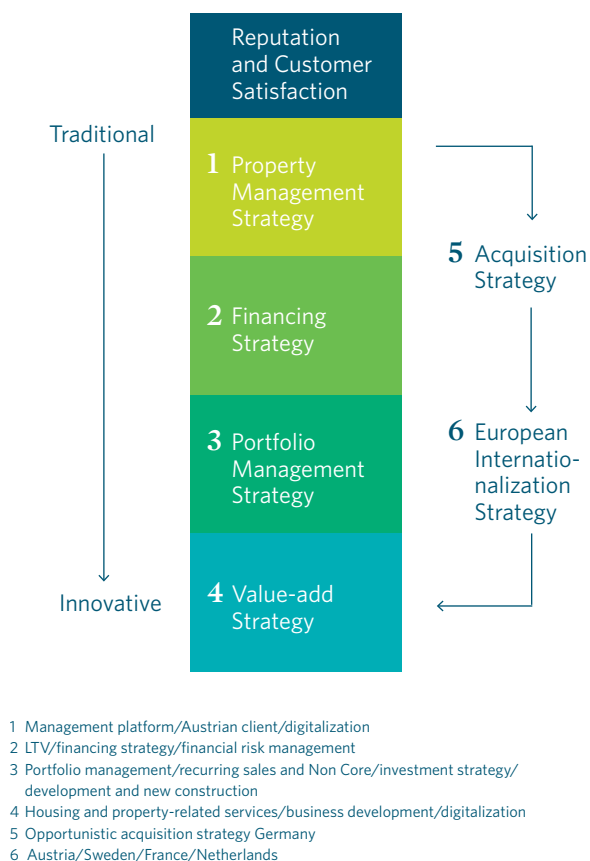 Reputation
and Customer
Satisfaction
Traditional
1 Property
Management
Strategy
5 Acquisition
Strategy
2 Financing
Strategy
3 Portfolio
Management
Strategy
6 European
Internatio-
nalization
Strategy
Innovative
4 Value-add
Strategy
1 Management platform/Austrian client/digitalization
2 LTV/financing strategy/financial risk management
3 Portfolio management/recurring sales and Non Core/investment strategy/
development and new construction
4 Housing and property-related services/business development/digitalization
5 Opportunistic acquisition strategy Germany
6 Austria/Sweden/France/Netherlands